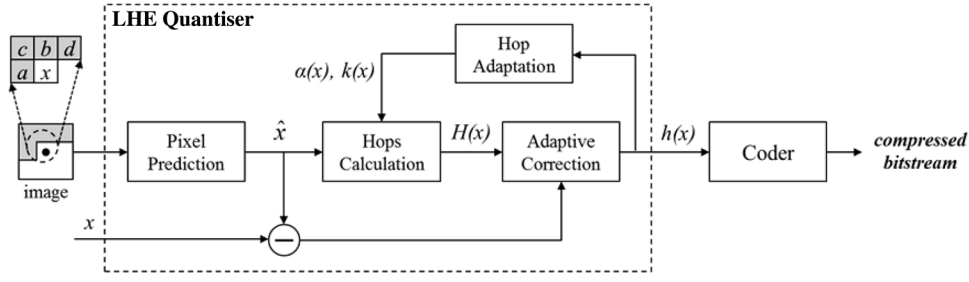 LHE Quantiser
c b d
a x
image
Pixel
Prediction
x̂
Hops
Calculation
α(x), k(x)
Hop
Adaptation
H(x)
Adaptive
Correction
h(x)
Coder
compressed
bitstream
x
−